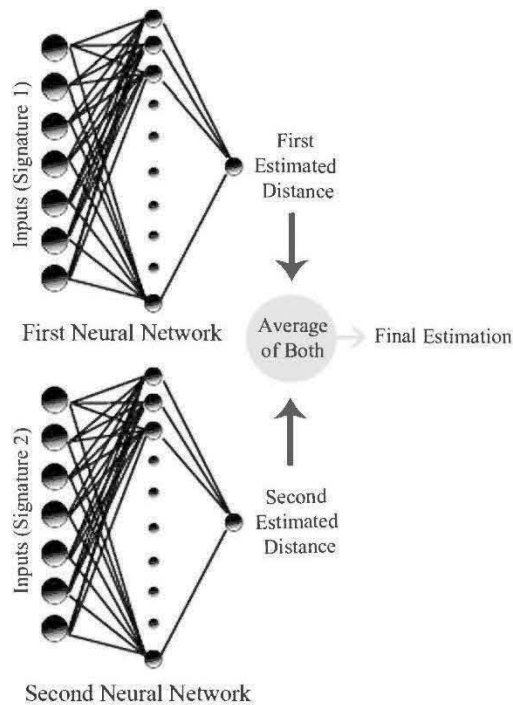 Inputs (Signature 1)
First
Estimated
Distance
First Neural Network
Average
of Both
Final Estimation
Inputs (Signature 2)
Second
Estimated
Distance
Second Neural Network